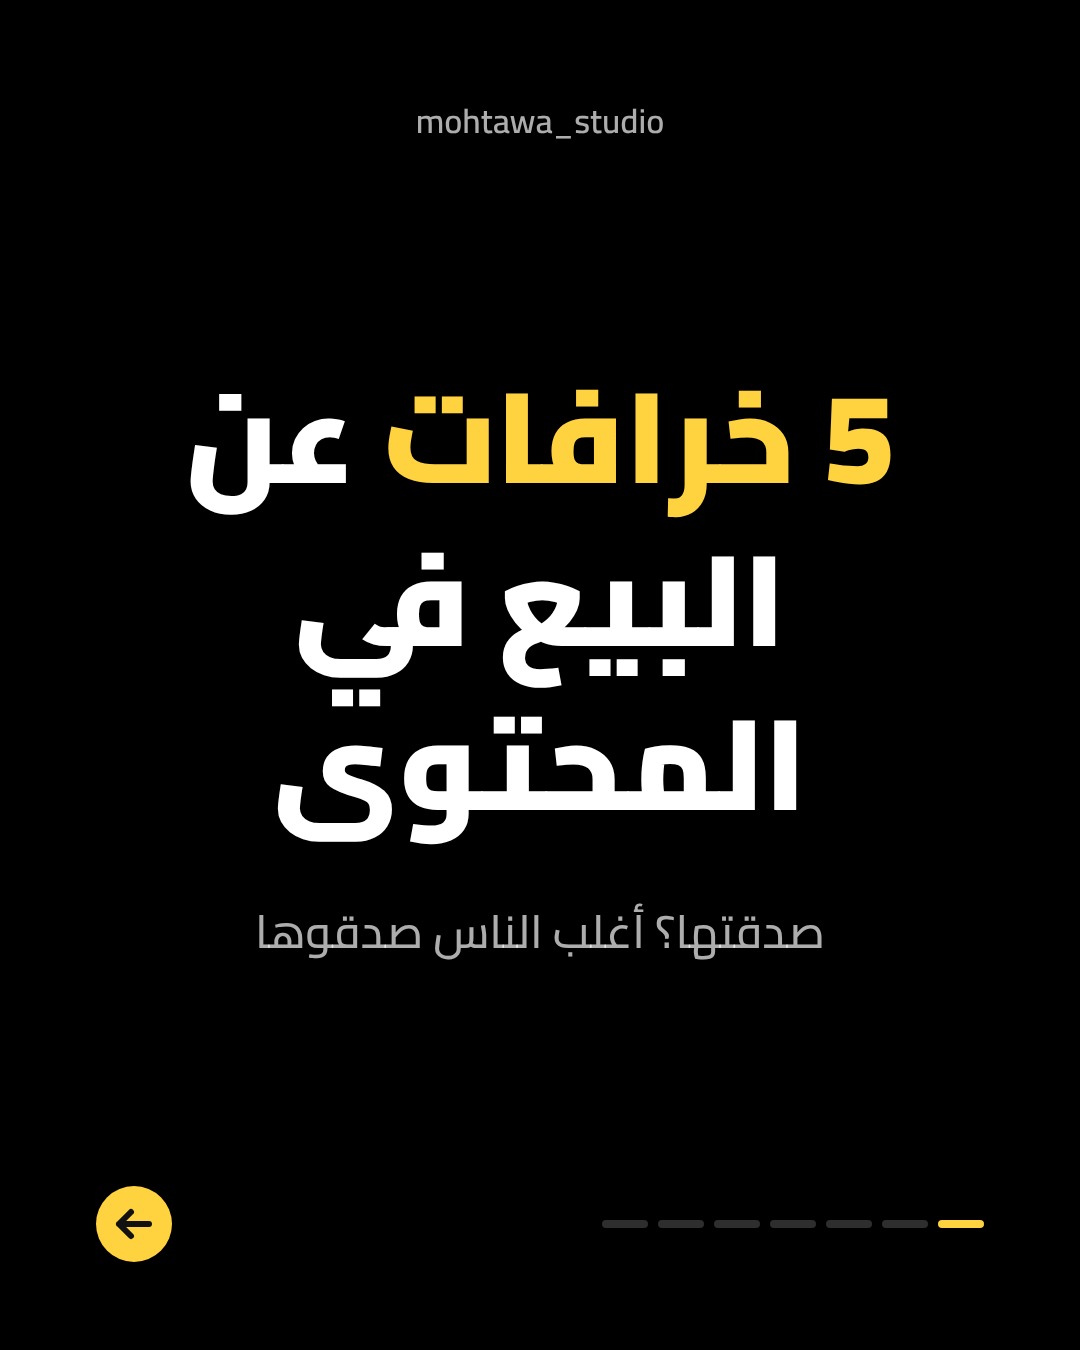 mohtawa_studio
5 خرافات عن
البيع في
المحتوى
صدقتها؟ أغلب الناس صدقوها